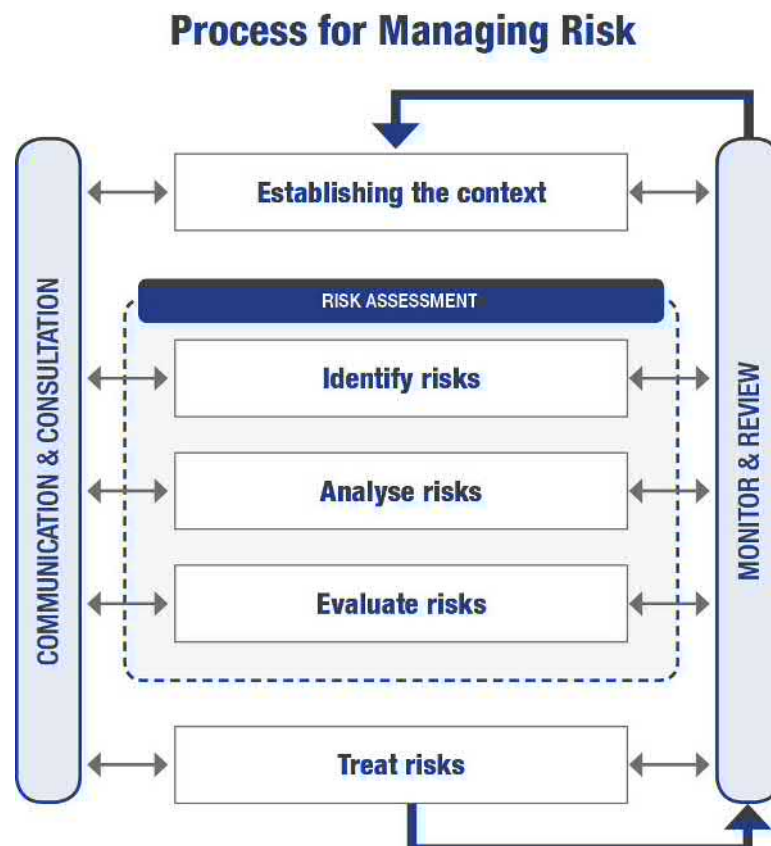 Process for Managing Risk
Establishing the context
COMMUNICATION & CONSULTATION
RISK ASSESSMENT
Identify risks
Analyse risks
Evaluate risks
MONITOR & REVIEW
Treat risks